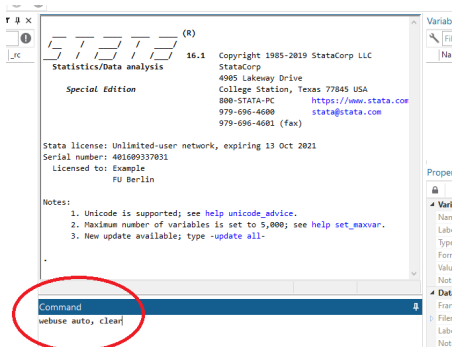 _rc
(R)
16.1 Copyright 1985-2019 StataCorp LLC
Statistics/Data analysis StataCorp
4905 Lakeway Drive
Special Edition College Station, Texas 77845 USA
800-STATA-PC https://www.stata.com
979-696-4600 stata@stata.com
979-696-4601 (fax)
Stata license: Unlimited-user network, expiring 13 Oct 2021
Serial number: 401609337031
Licensed to: Example
FU Berlin
Notes:
1. Unicode is supported; see help unicode_advice.
2. Maximum number of variables is set to 5,000; see help set_maxvar.
3. New update available; type -update all-
.
Command
webuse auto, clear
Variab
Fil
Na
Proper
Vari
Nam
Labe
Type
Form
Valu
Not
Data
Fran
Filen
Labe
Not